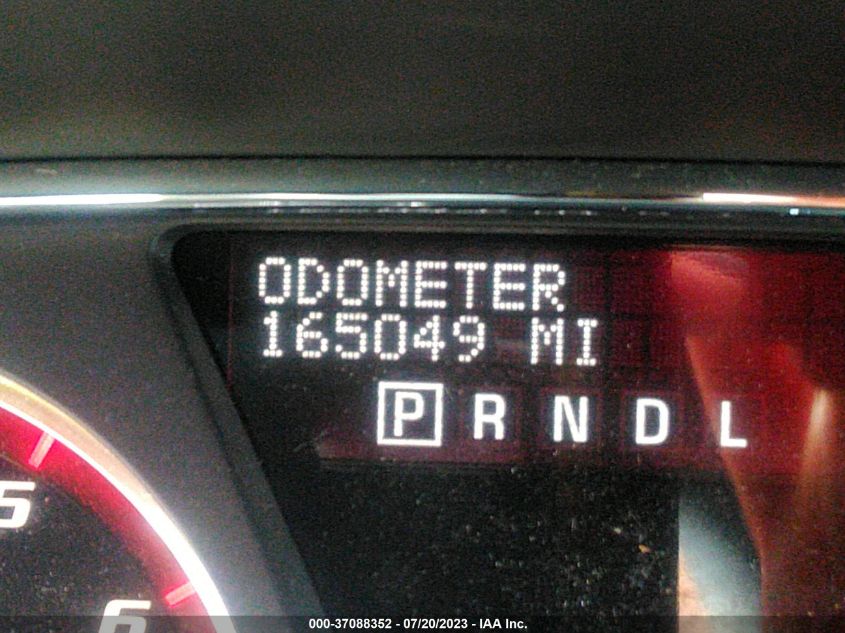 ODOMETER
165049 MI
P R N D L
5
6
000-37088352 - 07/20/2023 - IAA Inc.